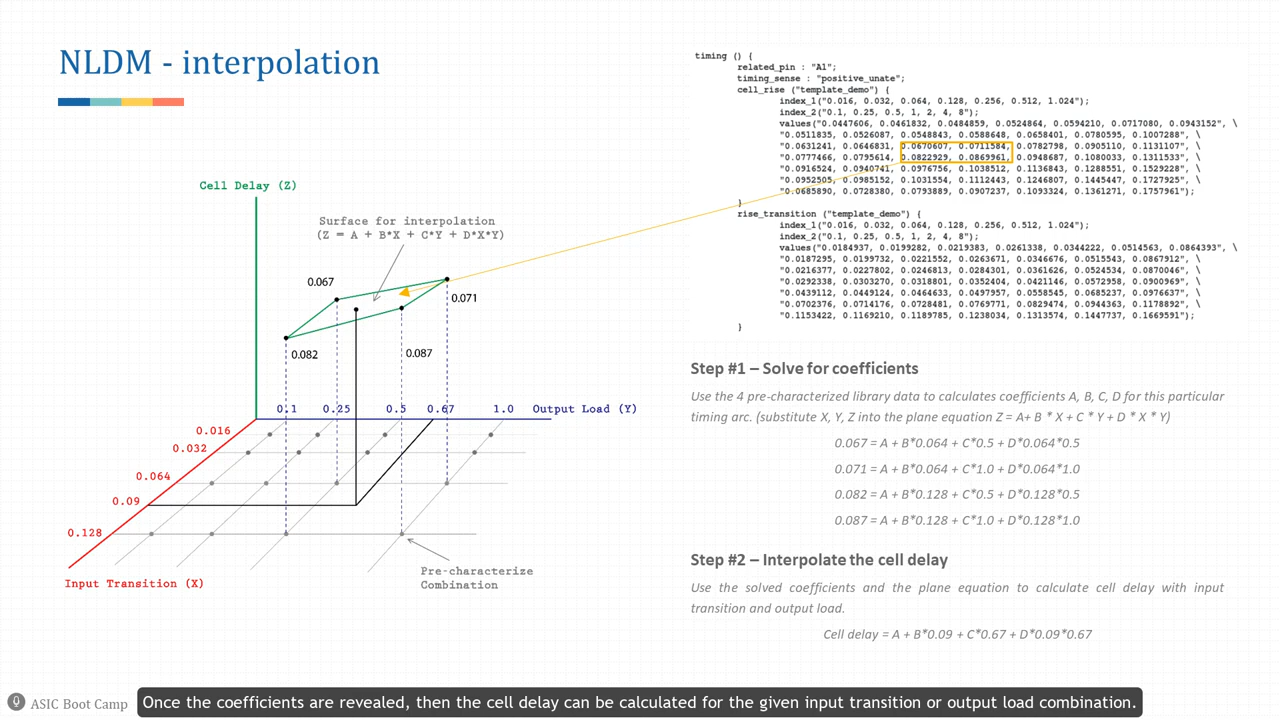 NLDM - interpolation
Cell Delay (Z)
Surface for interpolation
(Z = A + B*X + C*Y + D*X*Y)
0.067
0.071
0.082
0.087
0.1 0.25 0.5 0.67 1.0 Output Load (Y)
0.016
0.032
0.064
0.09
0.128
Input Transition (X)
Pre-characterize
Combination
timing () {
related_pin : "A1";
timing_sense : "positive_unate";
cell_rise ("template_demo") {
index_1("0.016, 0.032, 0.064, 0.128, 0.256, 0.512, 1.024");
index_2("0.1, 0.25, 0.5, 1, 2, 4, 8");
values("0.0447606, 0.0461832, 0.0484859, 0.0524864, 0.0594210, 0.0717080, 0.0943152", \
"0.0511835, 0.0526087, 0.0548843, 0.0588648, 0.0658401, 0.0780595, 0.1007288", \
"0.0631241, 0.0646831, 0.0670607, 0.0711584, 0.0782798, 0.0905110, 0.1131107", \
"0.0777466, 0.0795614, 0.0822929, 0.0869961, 0.0948687, 0.1080033, 0.1311533", \
"0.0916524, 0.0940741, 0.0976756, 0.1038512, 0.1136843, 0.1288551, 0.1529228", \
"0.0952505, 0.0985152, 0.1031554, 0.1112443, 0.1246807, 0.1445447, 0.1727925", \
"0.0685890, 0.0728380, 0.0793889, 0.0907237, 0.1093324, 0.1361271, 0.1757961");
}
rise_transition ("template_demo") {
index_1("0.016, 0.032, 0.064, 0.128, 0.256, 0.512, 1.024");
index_2("0.1, 0.25, 0.5, 1, 2, 4, 8");
values("0.0184937, 0.0199282, 0.0219383, 0.0261338, 0.0344222, 0.0514563, 0.0864393", \
"0.0187295, 0.0199732, 0.0221552, 0.0263671, 0.0346676, 0.0515543, 0.0867912", \
"0.0216377, 0.0227802, 0.0246813, 0.0284301, 0.0361626, 0.0524534, 0.0870046", \
"0.0292338, 0.0303270, 0.0318801, 0.0352404, 0.0421146, 0.0572958, 0.0900969", \
"0.0439112, 0.0449124, 0.0464633, 0.0497957, 0.0558545, 0.0685237, 0.0976637", \
"0.0702376, 0.0714176, 0.0728481, 0.0769771, 0.0829474, 0.0944363, 0.1178892", \
"0.1153422, 0.1169210, 0.1189785, 0.1238034, 0.1313574, 0.1447737, 0.1669591");
}
Step #1 – Solve for coefficients
Use the 4 pre-characterized library data to calculates coefficients A, B, C, D for this particular
timing arc. (substitute X, Y, Z into the plane equation Z = A+ B * X + C * Y + D * X * Y)
0.067 = A + B*0.064 + C*0.5 + D*0.064*0.5
0.071 = A + B*0.064 + C*1.0 + D*0.064*1.0
0.082 = A + B*0.128 + C*0.5 + D*0.128*0.5
0.087 = A + B*0.128 + C*1.0 + D*0.128*1.0
Step #2 – Interpolate the cell delay
Use the solved coefficients and the plane equation to calculate cell delay with input
transition and output load.
Cell delay = A + B*0.09 + C*0.67 + D*0.09*0.67
ASIC Boot Camp
Once the coefficients are revealed, then the cell delay can be calculated for the given input transition or output load combination.